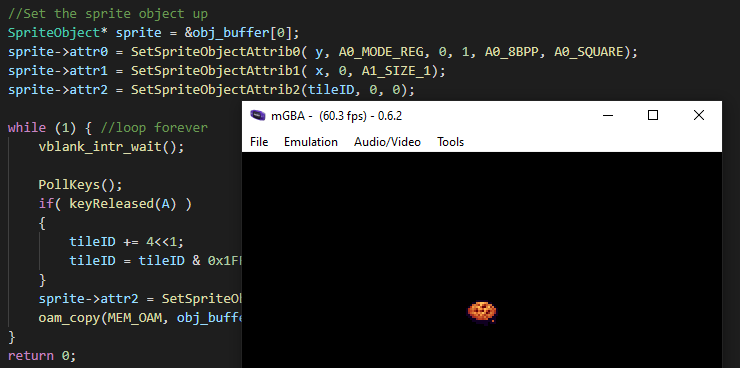 //Set the sprite object up
SpriteObject* sprite = &obj_buffer[0];
sprite->attr0 = SetSpriteObjectAttrib0( y, A0_MODE_REG, 0, 1, A0_8BPP, A0_SQUARE);
sprite->attr1 = SetSpriteObjectAttrib1( x, 0, A1_SIZE_1);
sprite->attr2 = SetSpriteObjectAttrib2(tileID, 0, 0);
while (1) { //loop forever
vblank_intr_wait();
PollKeys();
if( keyReleased(A) )
{
tileID += 4<<1;
tileID = tileID & 0x1F
}
sprite->attr2 = SetSpriteOb
oam_copy(MEM_OAM, obj_buffe
}
return 0;
mGBA - (60.3 fps) - 0.6.2
File Emulation Audio/Video Tools